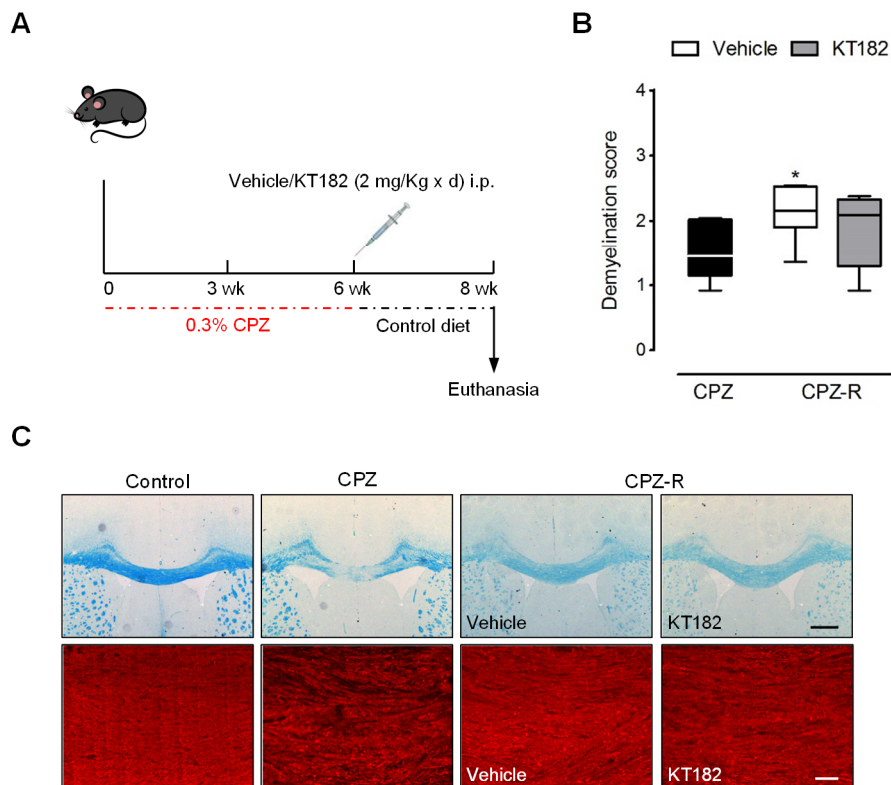 A
Vehicle/KT182 (2 mg/Kg x d) i.p.
0 3 wk 6 wk 8 wk
0.3% CPZ Control diet
Euthanasia
B
Vehicle KT182
Demyelination score
4
3
2
1
0
*
CPZ CPZ-R
C
Control CPZ CPZ-R
Vehicle KT182
Vehicle KT182